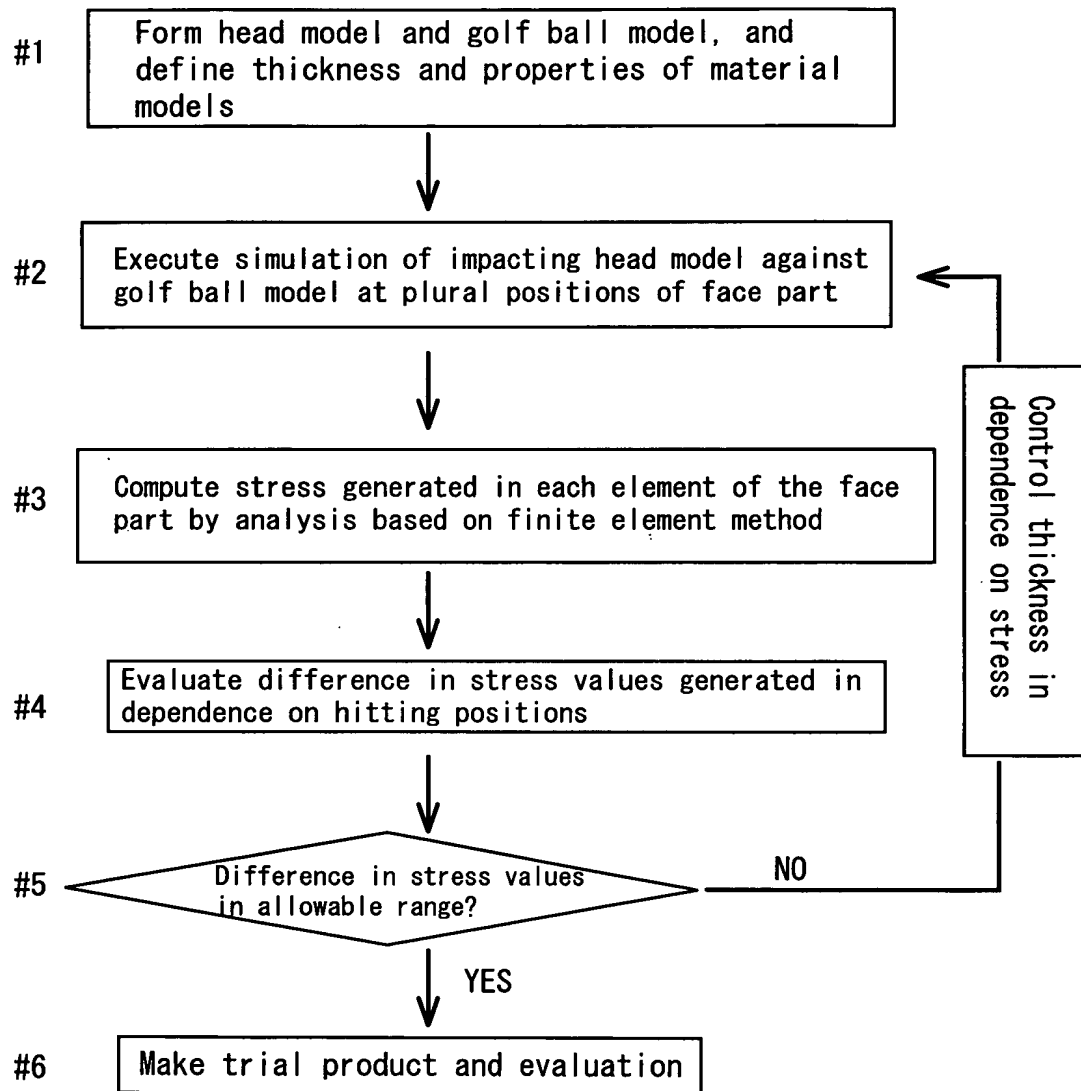 #1
Form head model and golf ball model, and
define thickness and properties of material
models
#2
Execute simulation of impacting head model against
golf ball model at plural positions of face part
#3
Compute stress generated in each element of the face
part by analysis based on finite element method
#4
Evaluate difference in stress values generated in
dependence on hitting positions
#5
Difference in stress values
in allowable range?
NO
Control thickness in
dependence on stress
YES
#6
Make trial product and evaluation